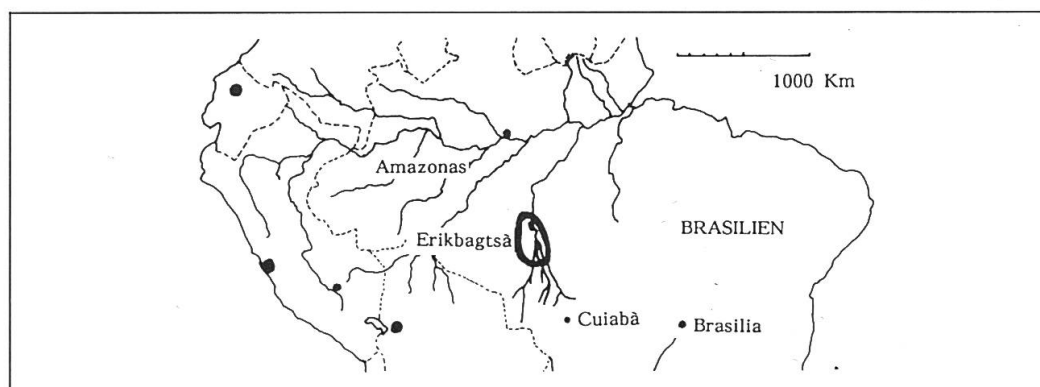 1000 Km
Amazonas
BRASILIEN
Erikbagtsà
Cuiabà
Brasilia